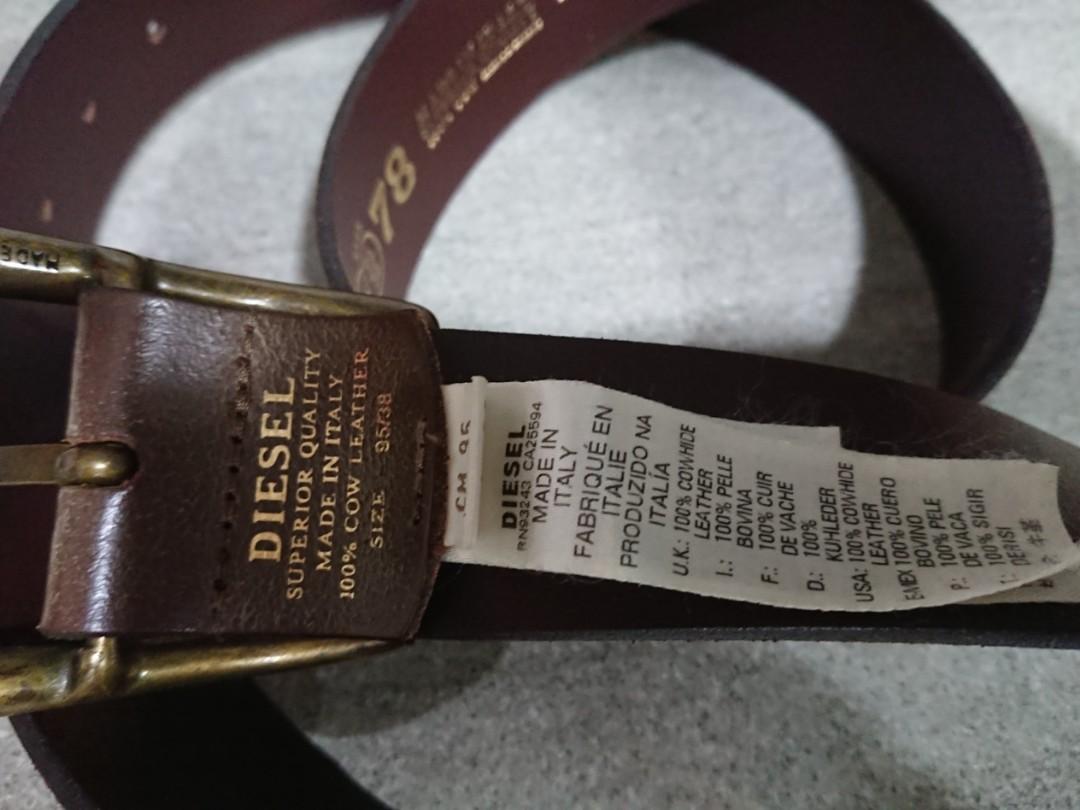 MADE
78
DIESEL
SUPERIOR QUALITY
MADE IN ITALY
100% COW LEATHER
SIZE 95/38
CM 95
DIESEL
RN93243 CA25594
MADE IN
ITALY
FABRIQUÉ EN
ITALIE
PRODUZIDO NA
ITALÍA
U.K.: 100% COWHIDE
LEATHER
I.: 100% PELLE
BOVINA
F.: 100% CUIR
DE VACHE
D.: 100%
KUHLEDER
USA: 100% COWHIDE
LEATHER
100% CUERO
BOVINO
P.: 100% PELE
DE VACA
100% SIGIR
DERISI